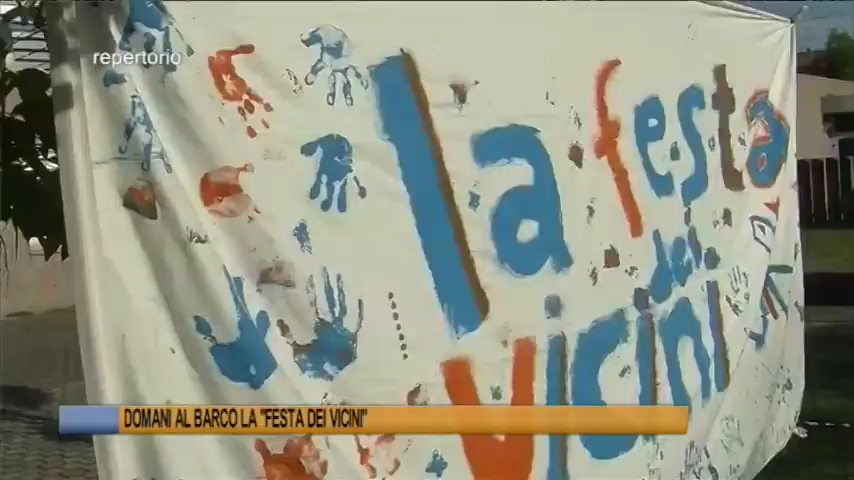 repertorio
la festa
dei
vicini
DOMANI AL BARCO LA "FESTA DEI VICINI"